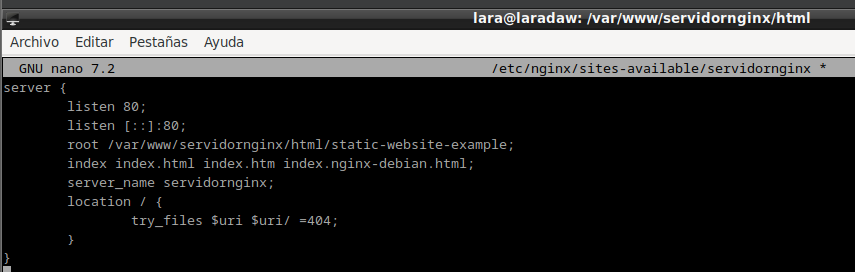 lara@laradaw: /var/www/servidornginx/html
Archivo Editar Pestañas Ayuda
GNU nano 7.2 /etc/nginx/sites-available/servidornginx *
server {
listen 80;
listen [::]:80;
root /var/www/servidornginx/html/static-website-example;
index index.html index.htm index.nginx-debian.html;
server_name servidornginx;
location / {
try_files $uri $uri/ =404;
}
}